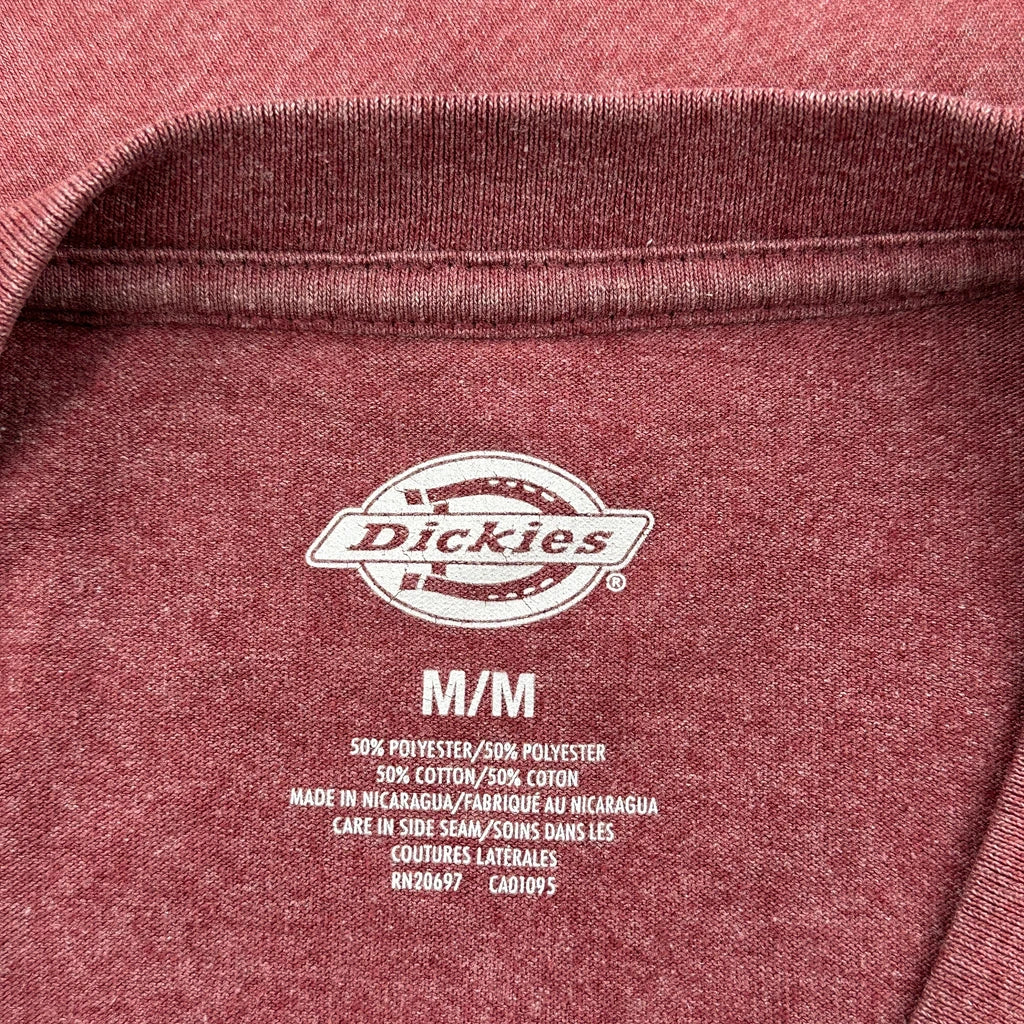 Dickies
®
M/M
50% POLYESTER/50% POLYESTER
50% COTTON/50% COTON
MADE IN NICARAGUA/FABRIQUÉ AU NICARAGUA
CARE IN SIDE SEAM/SOINS DANS LES
COUTURES LATÉRALES
RN20697 CA01095